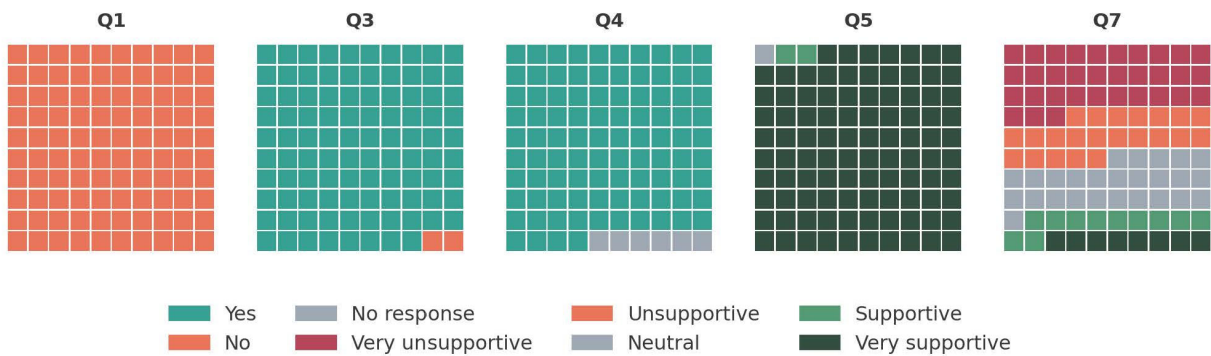 Q1 Q3 Q4 Q5 Q7
Yes No response Unsupportive Supportive
No Very unsupportive Neutral Very supportive